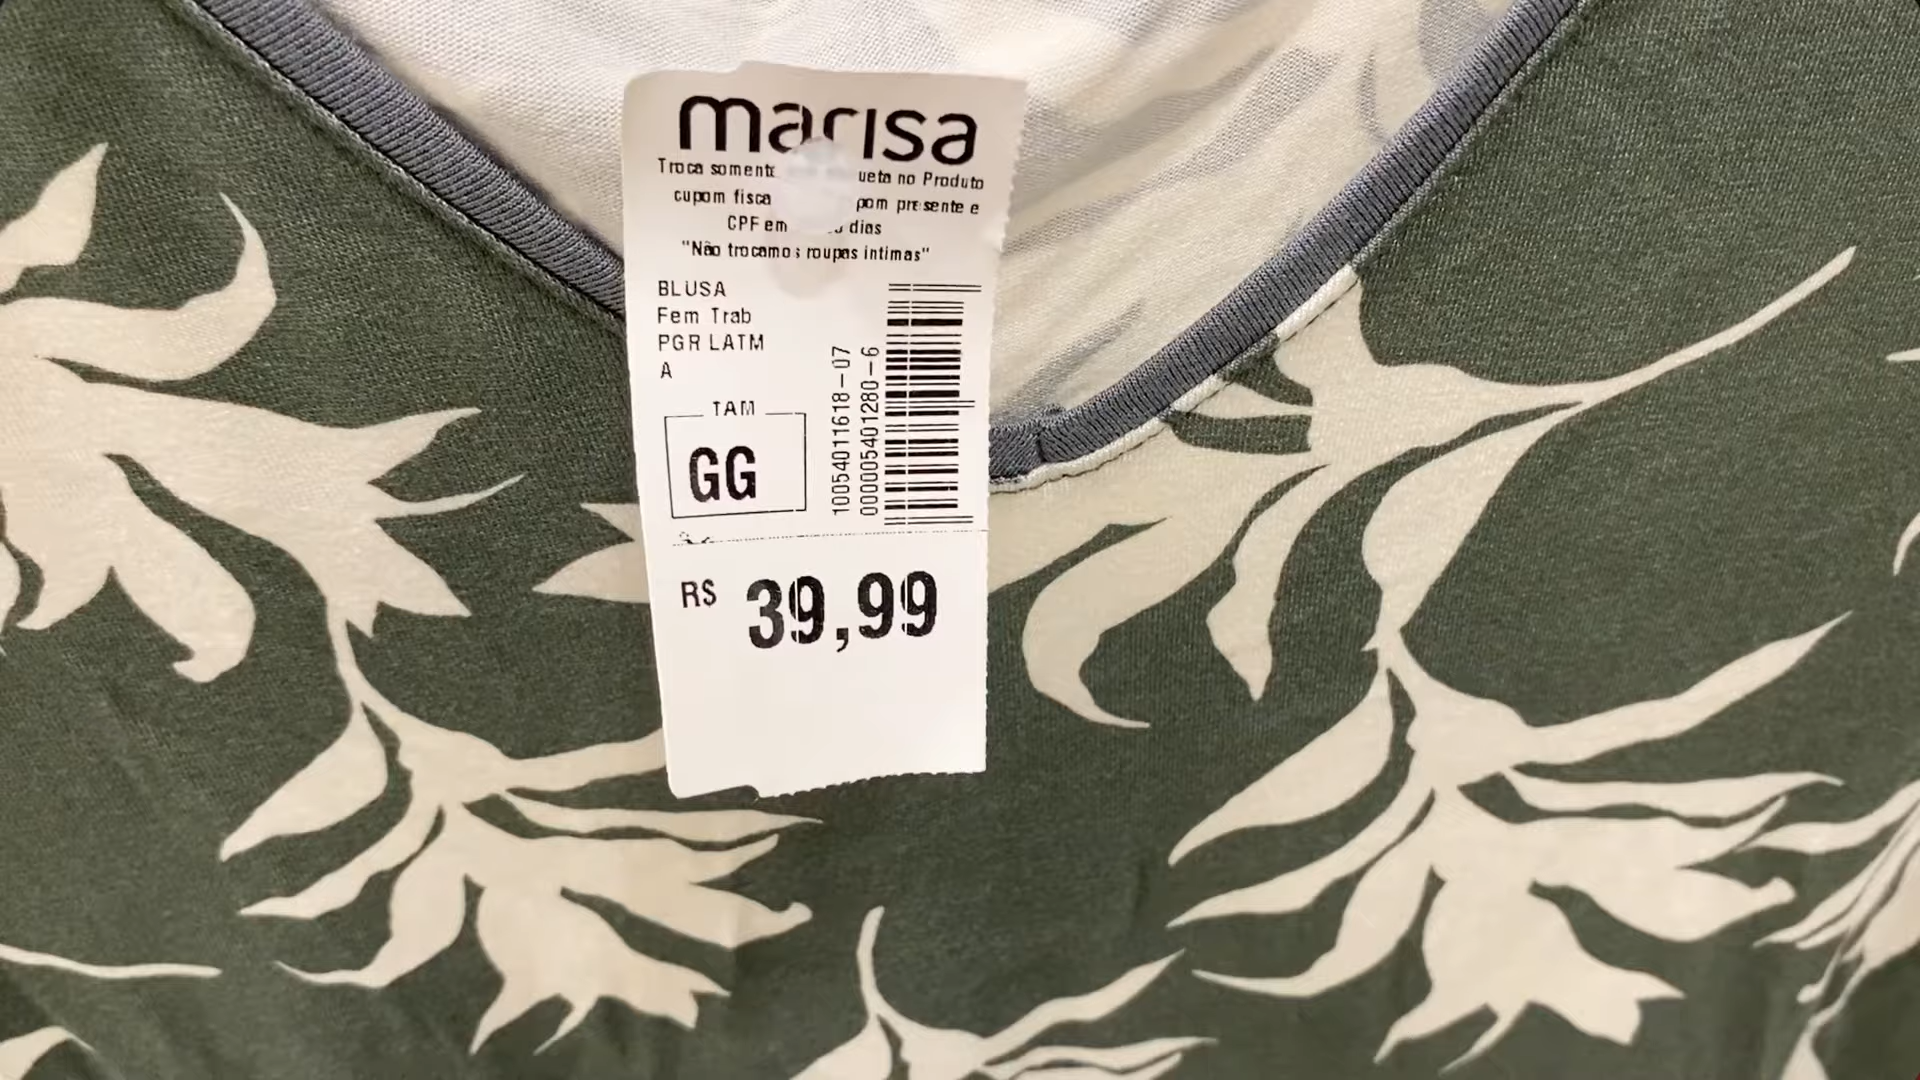 marisa
Troca somente ueta no Produto
cupom fisca pom presente e
CPF em dias
"Não trocamos roupas intimas"
BLUSA
Fem Trab
PGR LATM
A
TAM
GG
10054011618-07
000005401280-6
R$ 39,99